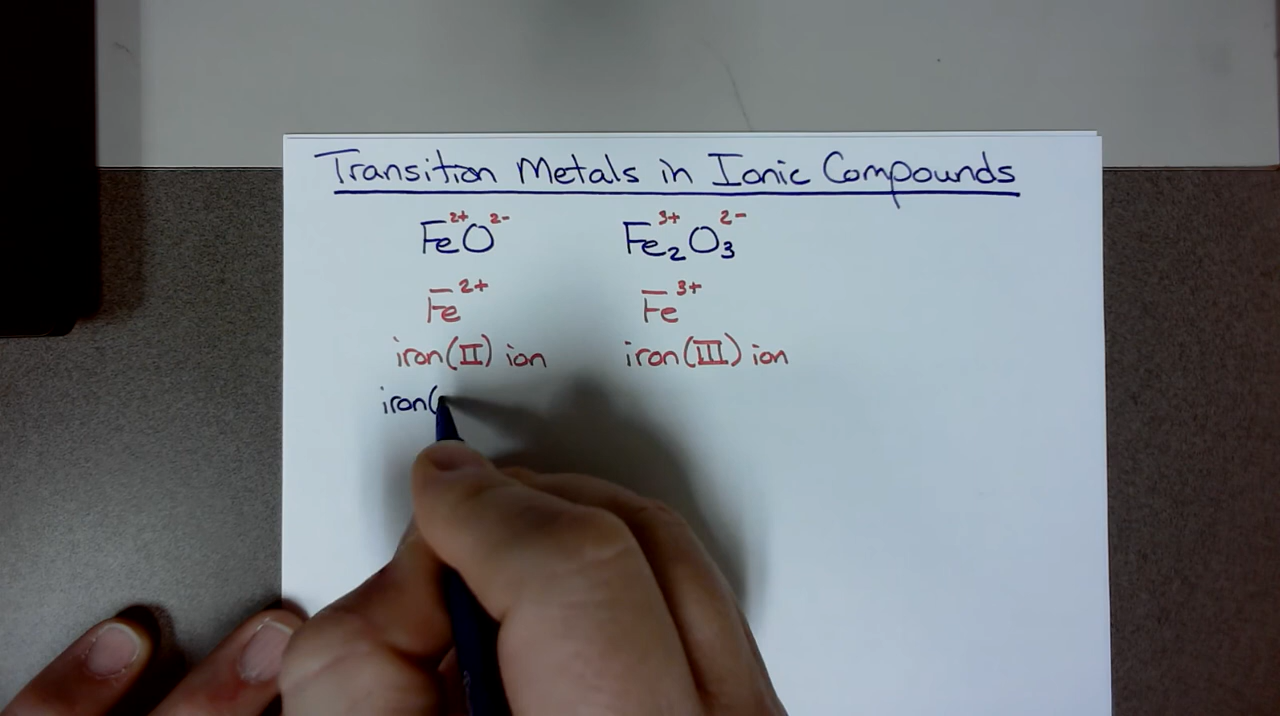 Transition Metals in Ionic Compounds
Fe²⁺O²⁻ Fe₂³⁺O₃²⁻
Fe²⁺ Fe³⁺
iron(II) ion iron(III) ion
iron(